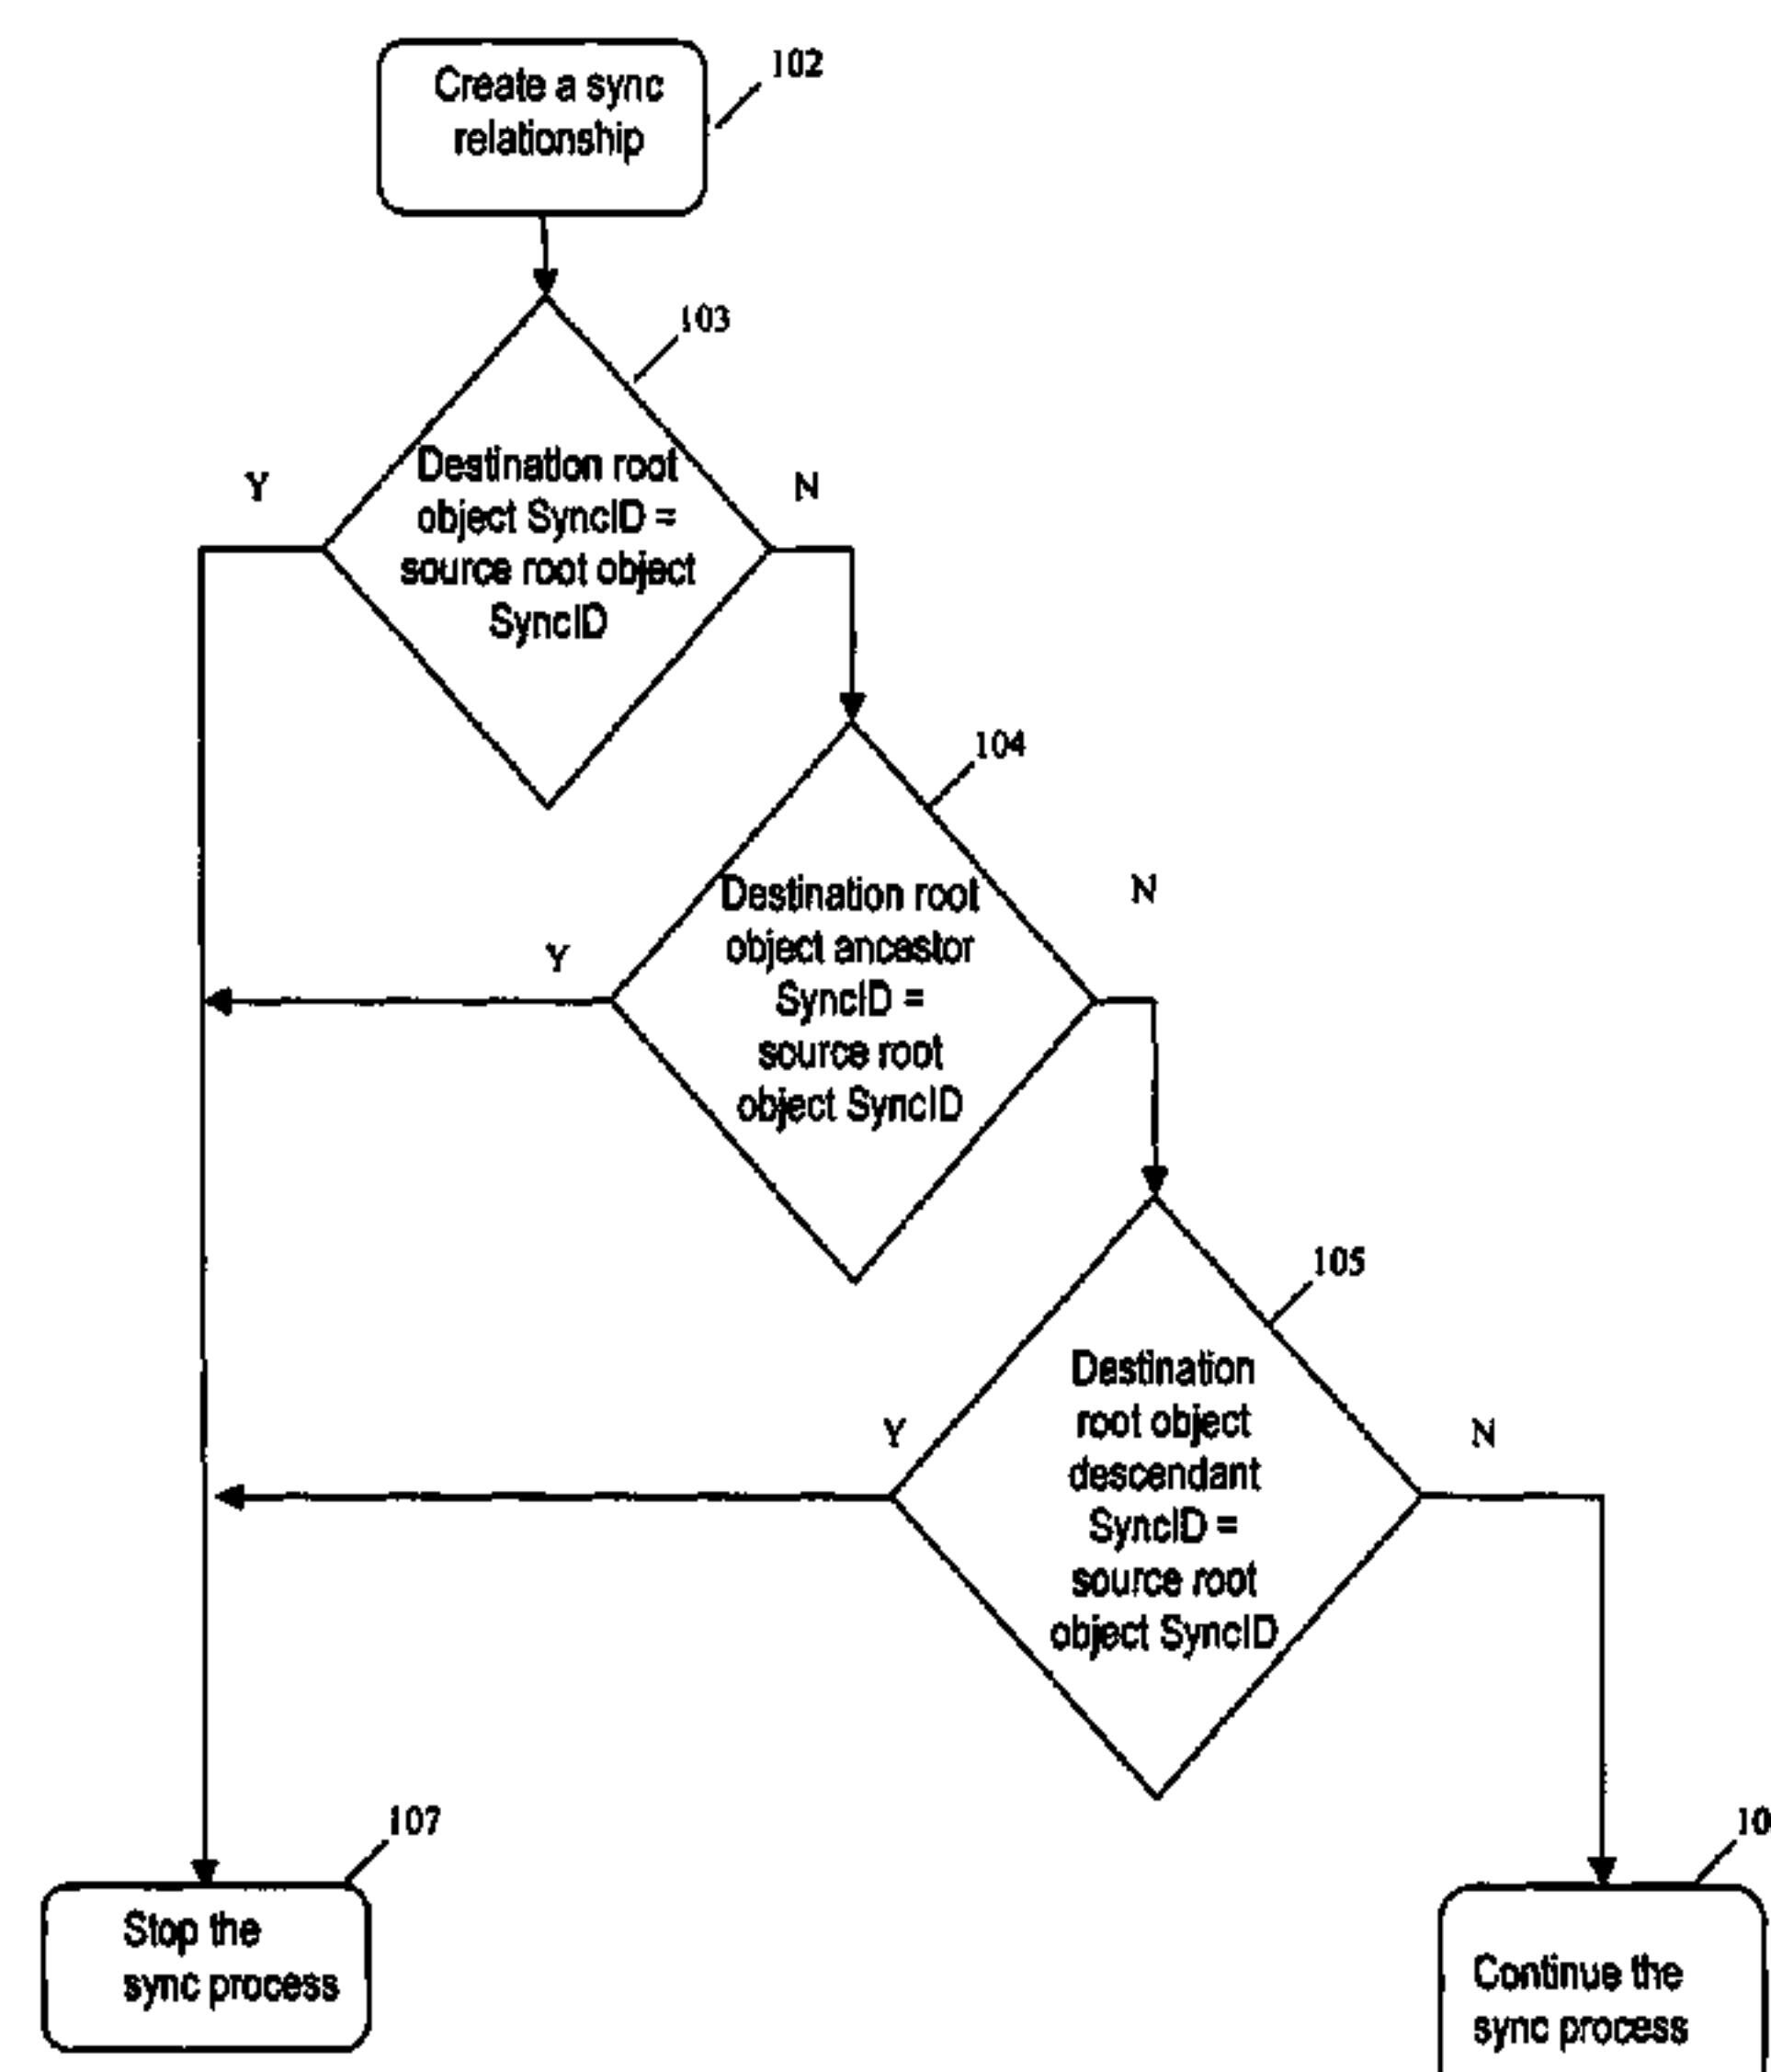 Create a sync
relationship
102
103
Destination root
object SyncID =
source root object
SyncID
Y
N
104
Destination root
object ancestor
SyncID =
source root
object SyncID
Y
N
105
Destination
root object
descendant
SyncID =
source root
object SyncID
Y
N
107
Stop the
sync process
10
Continue the
sync process